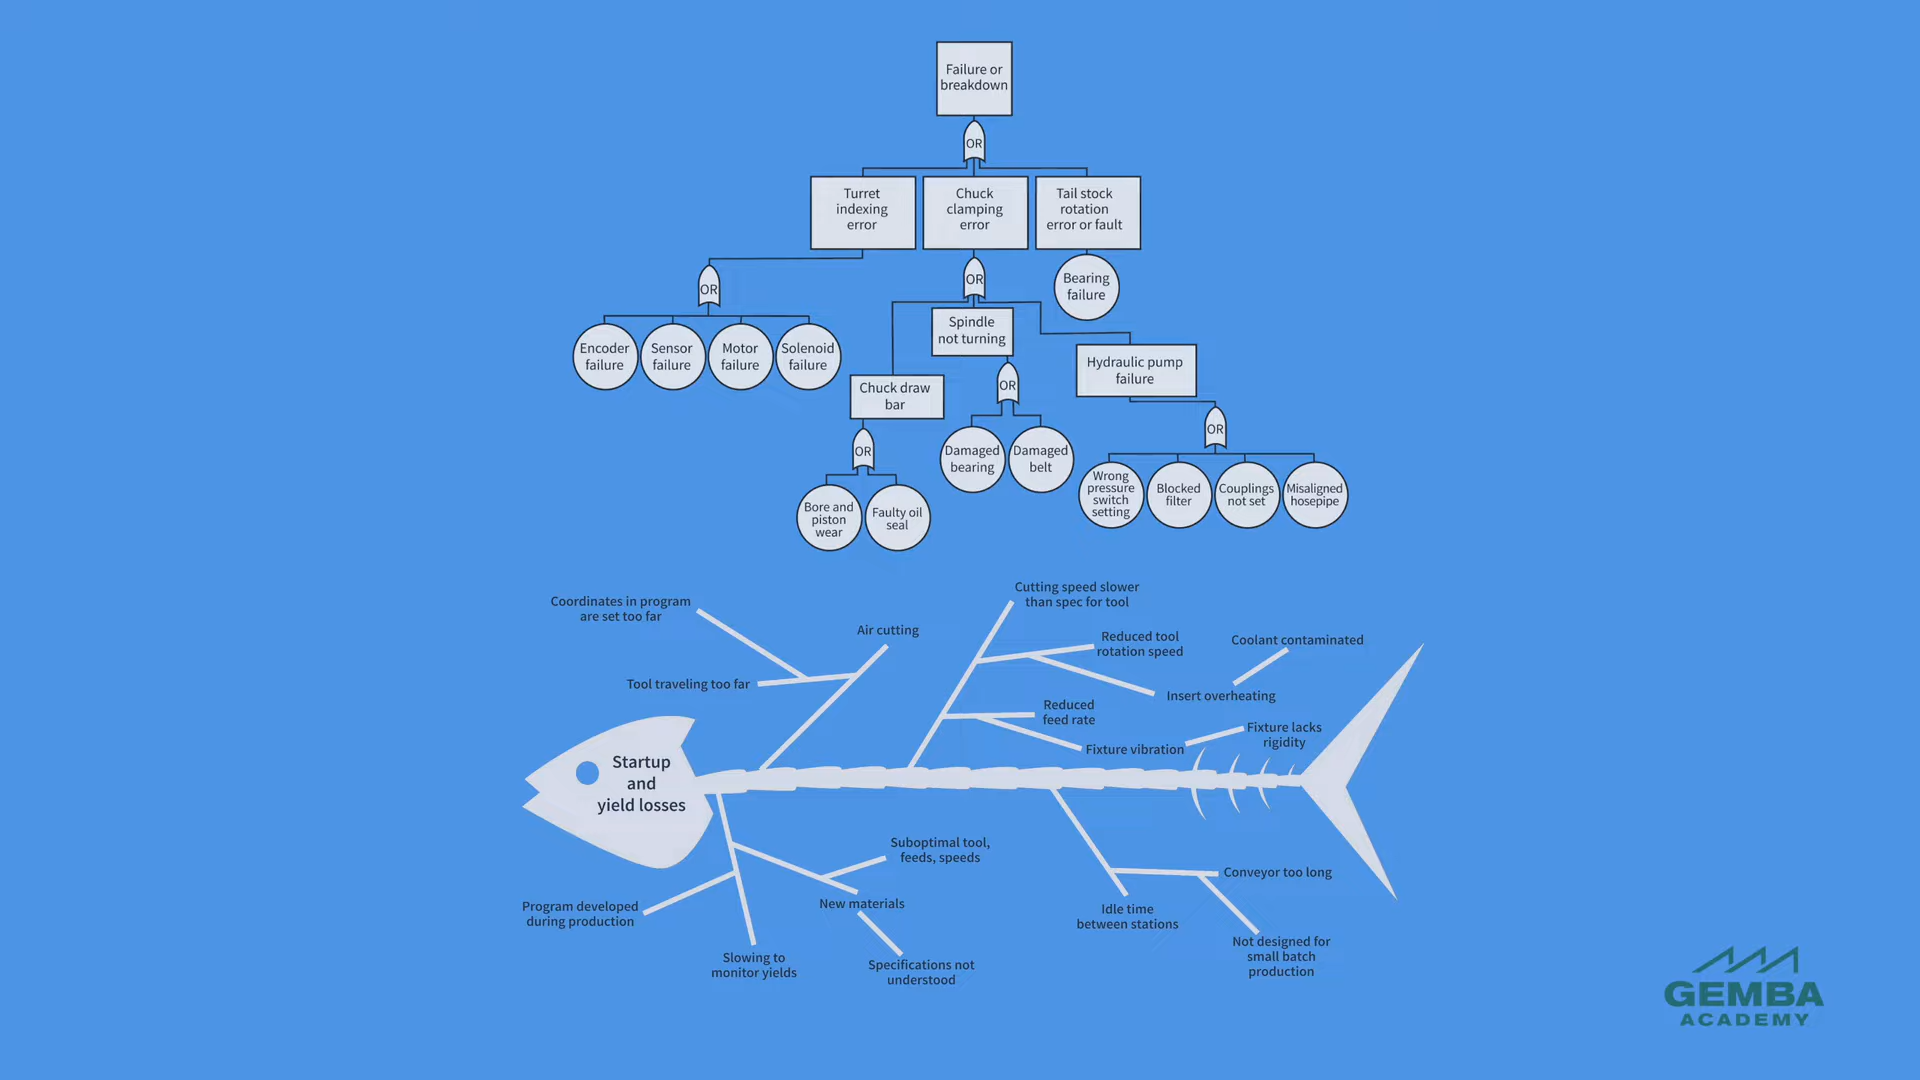 Failure or
breakdown
OR
Turret
indexing
error
Chuck
clamping
error
Tail stock
rotation
error or fault
OR
OR
Bearing
failure
Encoder
failure
Sensor
failure
Motor
failure
Solenoid
failure
Spindle
not turning
Hydraulic pump
failure
Chuck draw
bar
OR
OR
OR
Damaged
bearing
Damaged
belt
Wrong
pressure
switch
setting
Blocked
filter
Couplings
not set
Misaligned
hosepipe
Bore and
piston
wear
Faulty oil
seal
Coordinates in program
are set too far
Air cutting
Tool traveling too far
Cutting speed slower
than spec for tool
Reduced tool
rotation speed
Coolant contaminated
Insert overheating
Reduced
feed rate
Fixture vibration
Fixture lacks
rigidity
Startup
and
yield losses
Suboptimal tool,
feeds, speeds
New materials
Program developed
during production
Slowing to
monitor yields
Specifications not
understood
Conveyor too long
Idle time
between stations
Not designed for
small batch
production
GEMBA
ACADEMY